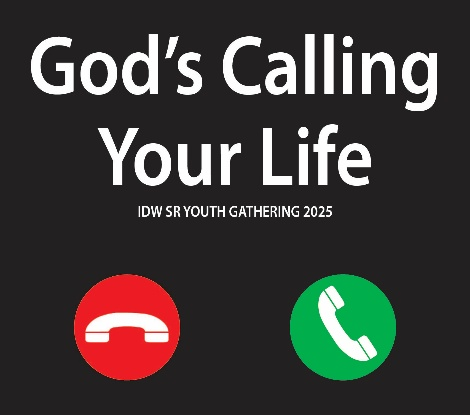 God’s Calling
Your Life
IDW SR YOUTH GATHERING 2025